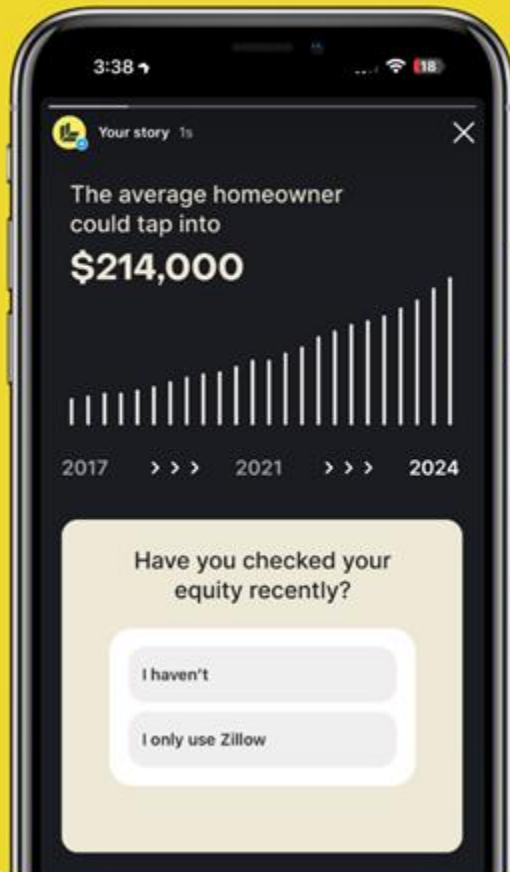 3:38
18
Your story 1s
The average homeowner
could tap into
$214,000
2017 > > > 2021 > > > 2024
Have you checked your
equity recently?
I haven't
I only use Zillow